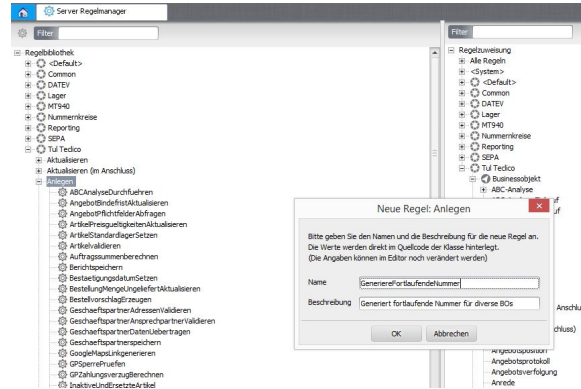 Server Regelmanager
Filter
Regelbibliothek
<Default>
Common
DATEV
Lager
MT940
Nummernkreise
Reporting
SEPA
Tul Tedico
Aktualisieren
Aktualisieren (im Anschluss)
Anlegen
ABCAnalyseDurchfuehren
AngebotBindefristAktualisieren
AngebotPflichtfelderAbfragen
ArtikelPreisgueltigkeitenAktualisieren
ArtikelStandardlagerSetzen
Artikelvalidieren
Auftragssummenberechnen
Berichtspeichern
BestaetigungsdatumSetzen
BestellungMengeUngeliefertAktualisieren
BestellvorschlagErzeugen
GeschaeftspartnerAdressenValidieren
GeschaeftspartnerAnsprechpartnerValidieren
GeschaeftspartnerDatenUebertragen
Geschaeftspartnerspeichern
GoogleMapsLinkgenerieren
GPSperrePruefen
GPZahlungsverzugBerechnen
InaktiveUndErsetzteArtikel
Filter
Regelzuweisung
Alle Regeln
<System>
<Default>
Common
DATEV
Lager
MT940
Nummernkreise
Reporting
SEPA
Tul Tedico
Businessobjekt
ABC-Analyse
uf
uf
Neue Regel: Anlegen
Bitte geben Sie den Namen und die Beschreibung für die neue Regel an.
Die Werte werden direkt im Quellcode der Klasse hinterlegt.
(Die Angaben können im Editor noch verändert werden)
Name
GeneriereFortlaufendeNummer
Beschreibung
Generiert fortlaufende Nummer für diverse BOs
OK
Abbrechen
Anschlu
chluss)
Angebotsposition
Angebotsprotokoll
Angebotsverfolgung
Anrede